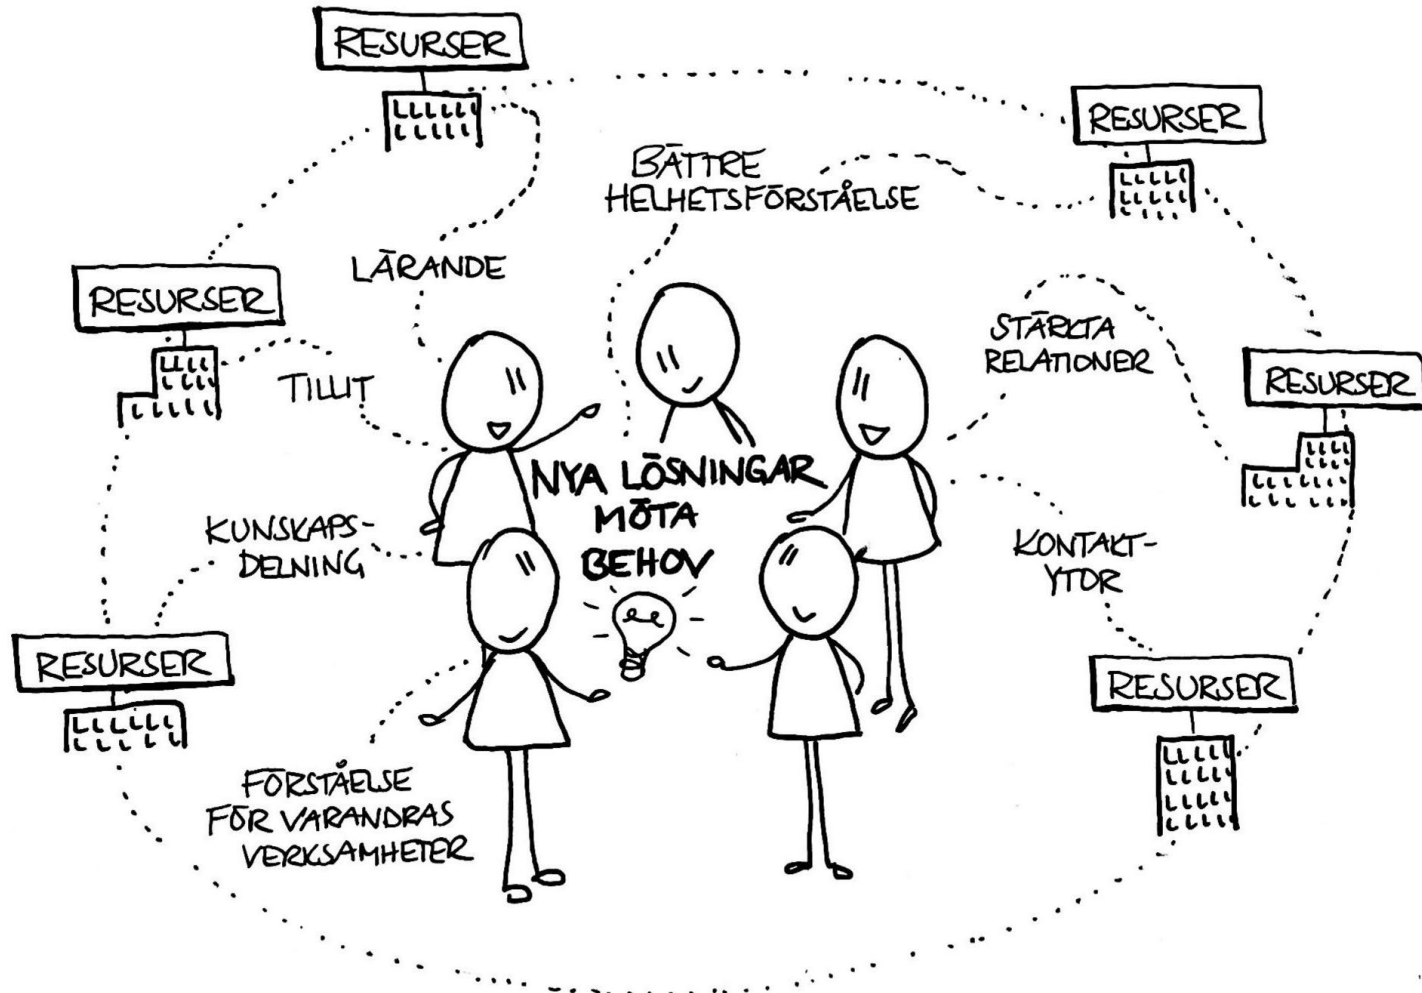 RESURSER
RESURSER
BÄTTRE
HELHETSFÖRSTÅELSE
LÄRANDE
RESURSER
STÄRKTA
RELATIONER
RESURSER
TILLIT
NYA LÖSNINGAR
MÖTA
BEHOV
KUNSKAPS-
DELNING
KONTAKT-
YTOR
RESURSER
RESURSER
FÖRSTÅELSE
FÖR VARANDRAS
VERKSAMHETER